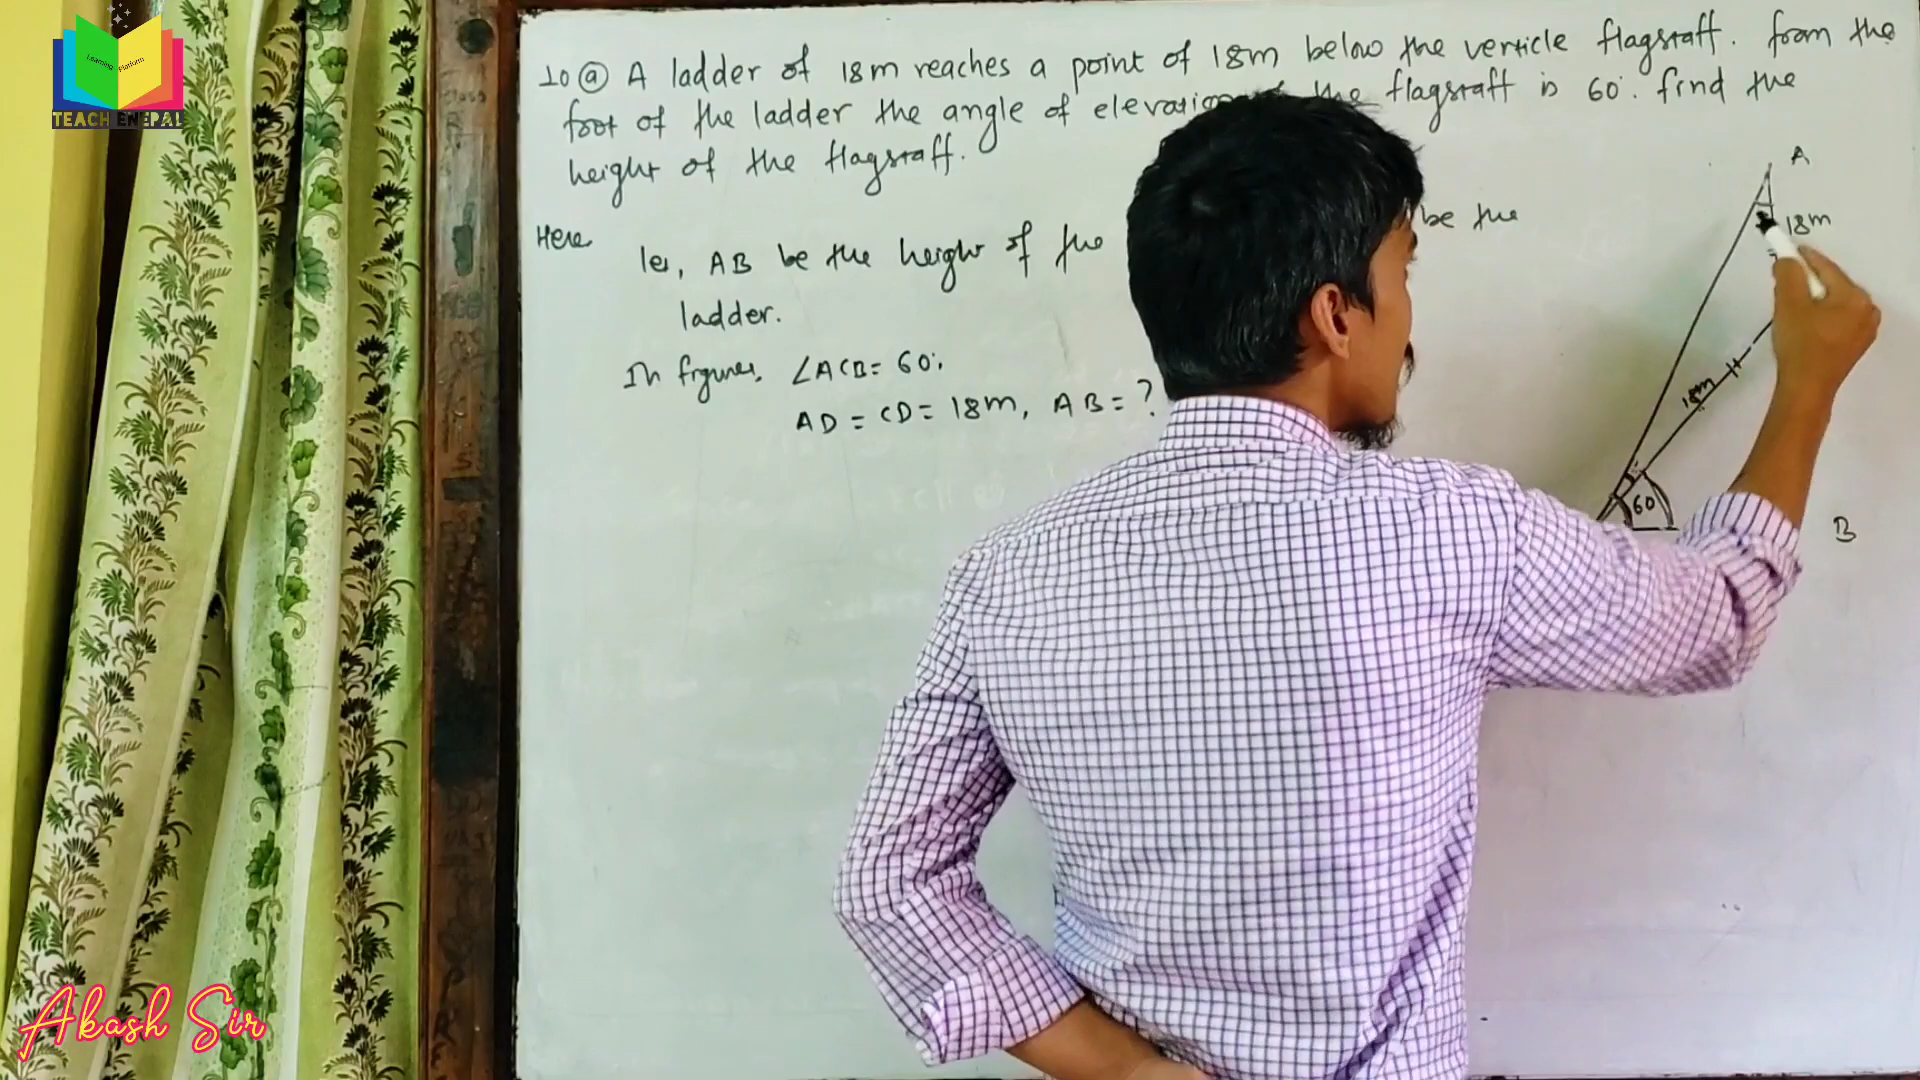 Learning Platform
TEACH ENEPAL
10 ⓐ A ladder of 18m reaches a point of 18m below the verticle flagstaff. from the
foot of the ladder the angle of elevation of the flagstaff is 60°. find the
height of the flagstaff.
Here
let, AB be the height of the be the
ladder.
In figure, ∠ACB = 60°,
AD = CD = 18m, AB = ?
A
18m
18m
60
B
Akash Sir